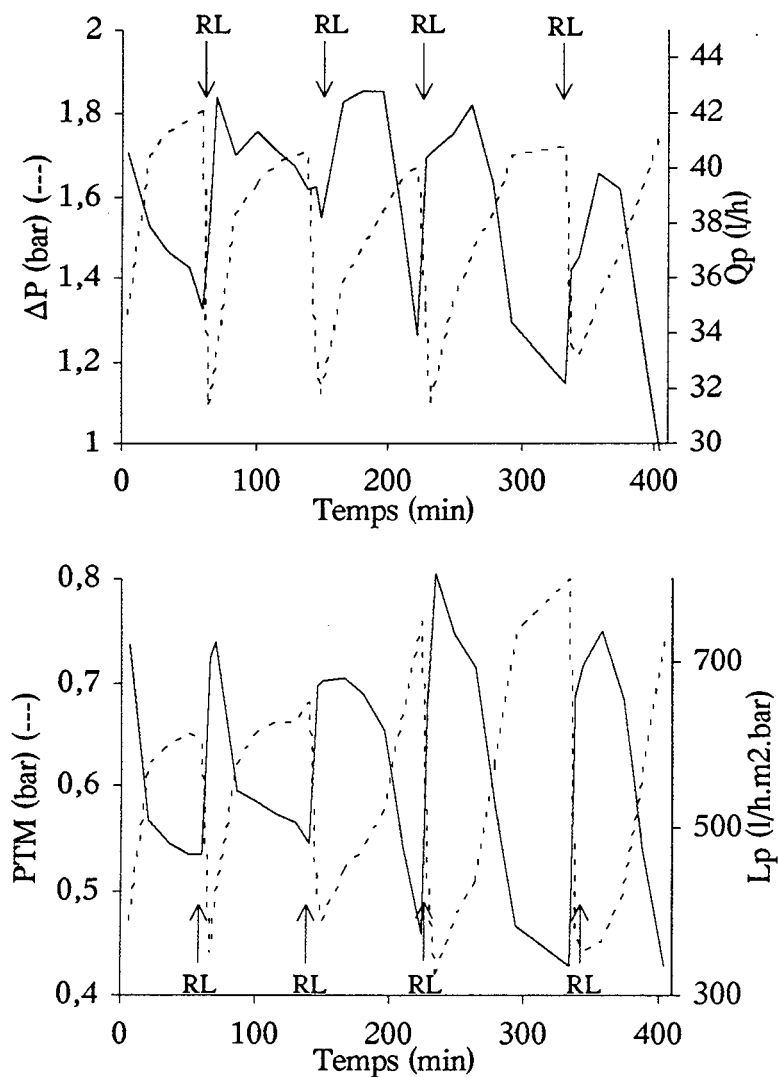 RL RL RL RL
2 44
1,8 42
1,6 40
1,4 38
1,2 36
1 34
32
30
ΔP (bar) (---)
Qp (l/h)
0 100 200 300 400
Temps (min)
0,8
0,7 700
0,6
0,5 500
0,4 300
PTM (bar) (---)
Lp (l/h.m2.bar)
RL RL RL RL
0 100 200 300 400
Temps (min)